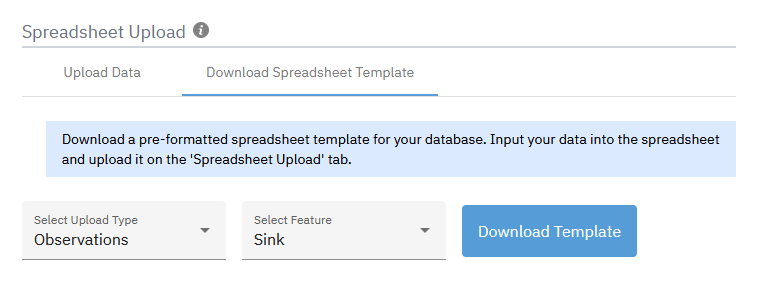 Spreadsheet Upload
Upload Data
Download Spreadsheet Template
Download a pre-formatted spreadsheet template for your database. Input your data into the spreadsheet
and upload it on the 'Spreadsheet Upload' tab.
Select Upload Type
Observations
Select Feature
Sink
Download Template